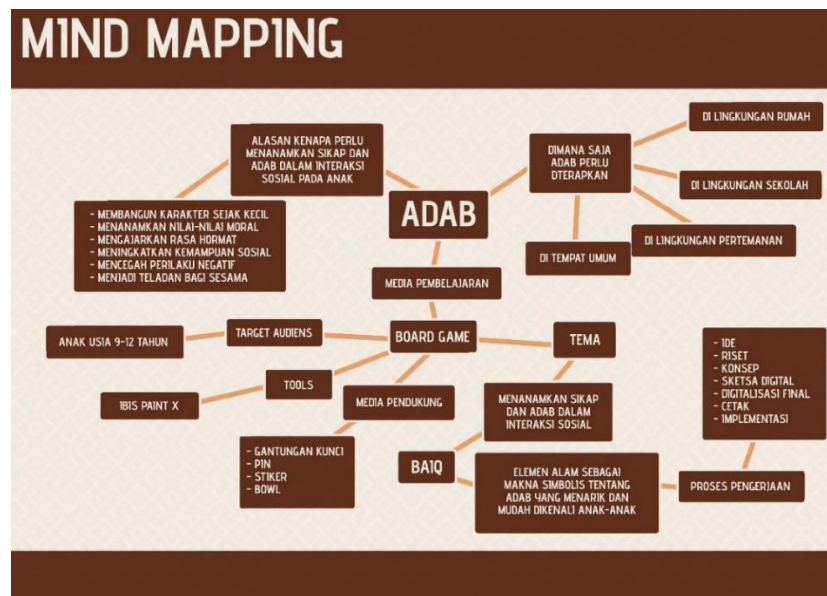 MIND MAPPING
ALASAN KENAPA PERLU
MENANAMKAN SIKAP DAN
ADAB DALAM INTERAKSI
SOSIAL PADA ANAK
- MEMBANGUN KARAKTER SEJAK KECIL
- MENANAMKAN NILAI-NILAI MORAL
- MENGAJARKAN RASA HORMAT
- MENINGKATKAN KEMAMPUAN SOSIAL
- MENCEGAH PERILAKU NEGATIF
- MENJADI TELADAN BAGI SESAMA
ADAB
DIMANA SAJA
ADAB PERLU
DTERAPKAN
DI LINGKUNGAN RUMAH
DI LINGKUNGAN SEKOLAH
DI LINGKUNGAN PERTEMANAN
DI TEMPAT UMUM
MEDIA PEMBELAJARAN
BOARD GAME
TARGET AUDIENS
ANAK USIA 9-12 TAHUN
TOOLS
IBIS PAINT X
MEDIA PENDUKUNG
- GANTUNGAN KUNCI
- PIN
- STIKER
- BOWL
TEMA
MENANAMKAN SIKAP
DAN ADAB DALAM
INTERAKSI SOSIAL
BAIQ
ELEMEN ALAM SEBAGAI
MAKNA SIMBOLIS TENTANG
ADAB YANG MENARIK DAN
MUDAH DIKENALI ANAK-ANAK
PROSES PENGERJAAN
- IDE
- RISET
- KONSEP
- SKETSA DIGITAL
- DIGITALISASI FINAL
- CETAK
- IMPLEMENTASI